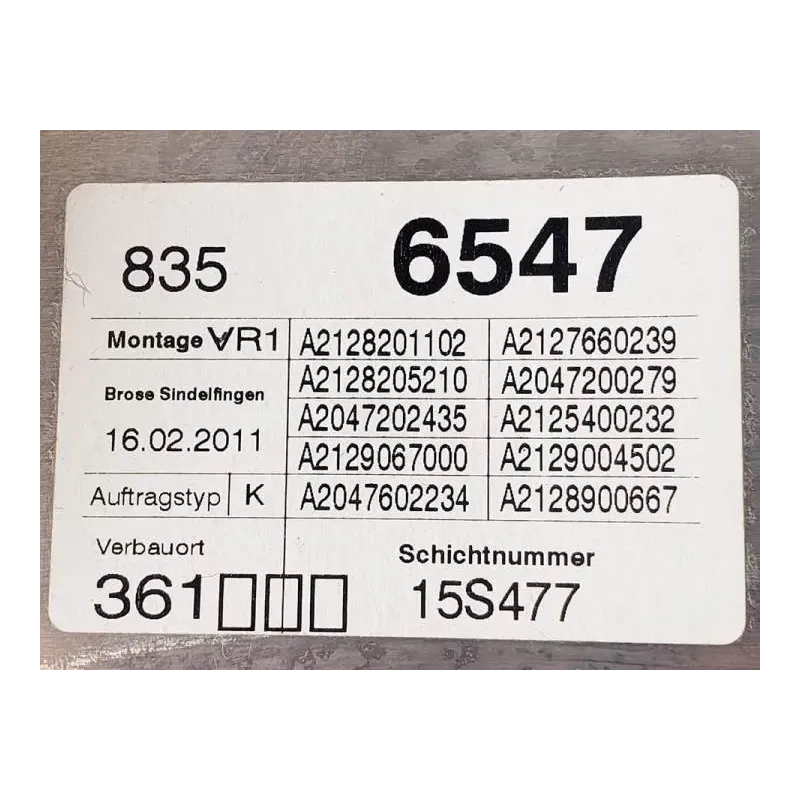 835 6547
Montage VR1 A2128201102 A2127660239
A2128205210 A2047200279
Brose Sindelfingen
A2047202435 A2125400232
16.02.2011
A2129067000 A2129004502
Auftragstyp K A2047602234 A2128900667
Verbauort Schichtnummer
361□□□ 15S477